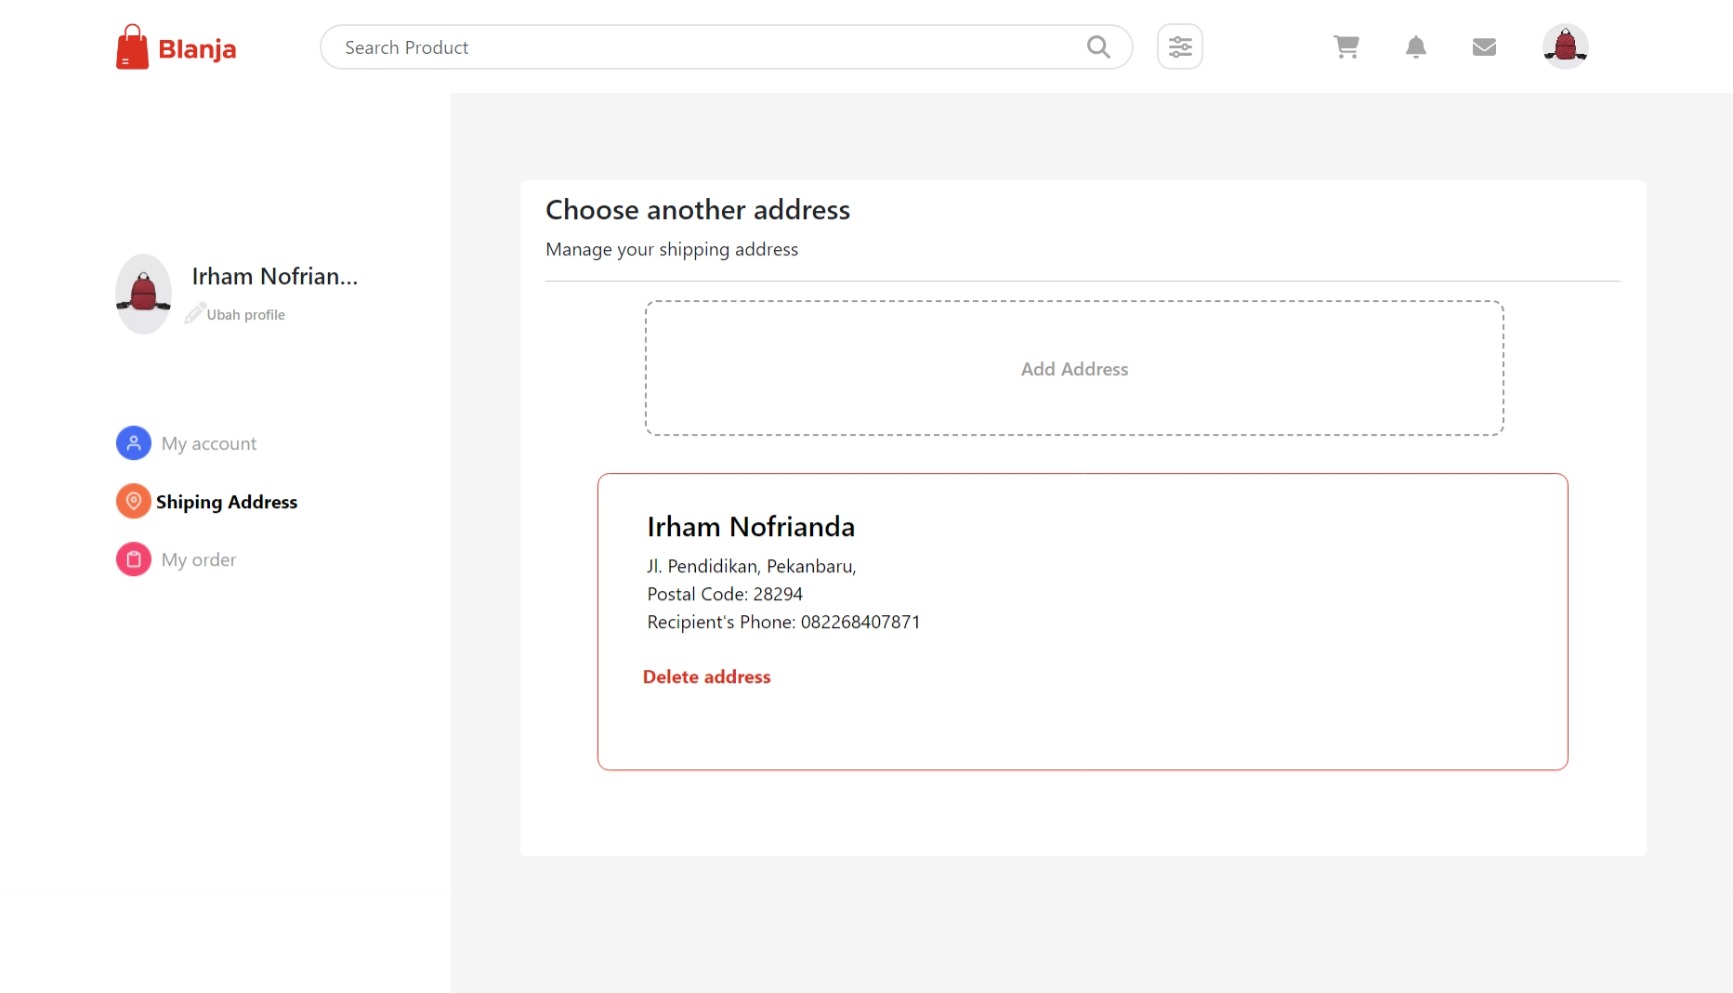 Blanja
Search Product
Irham Nofrian...
Ubah profile
My account
Shiping Address
My order
Choose another address
Manage your shipping address
Add Address
Irham Nofrianda
Jl. Pendidikan, Pekanbaru,
Postal Code: 28294
Recipient's Phone: 082268407871
Delete address